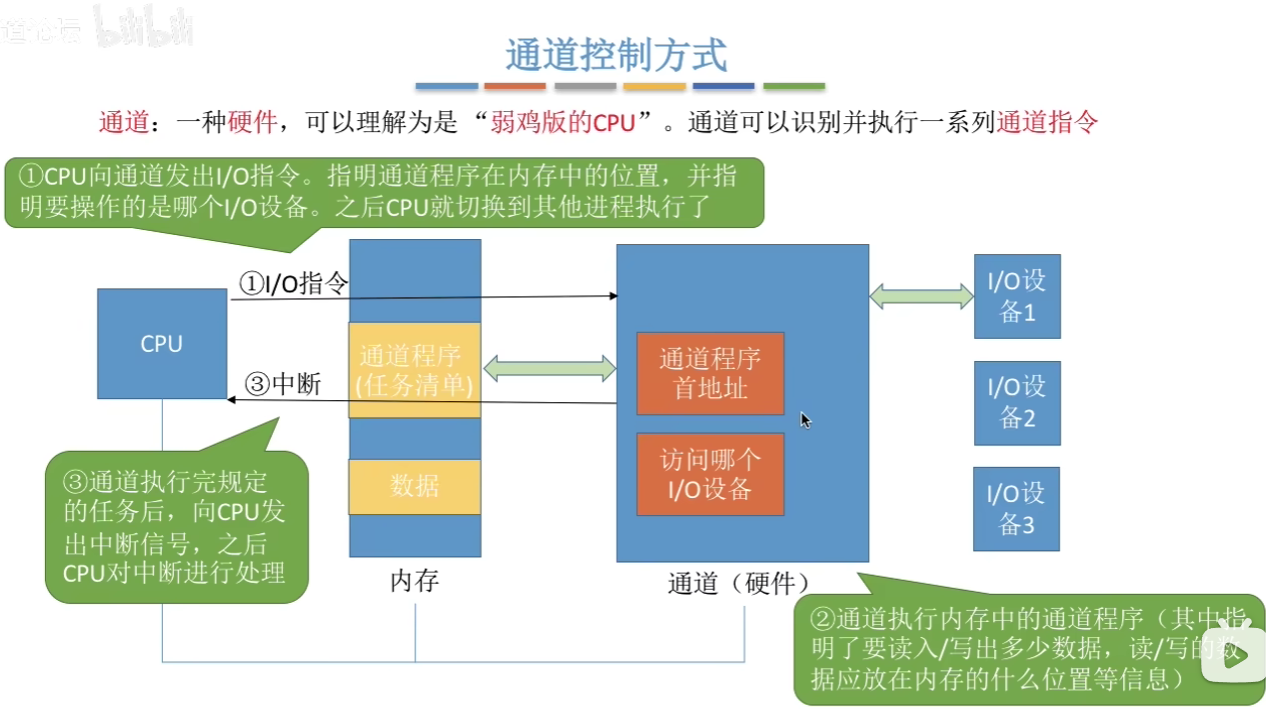 道论坛
bilibili
通道控制方式
通道：一种硬件，可以理解为是“弱鸡版的CPU”。通道可以识别并执行一系列通道指令
①CPU向通道发出I/O指令。指明通道程序在内存中的位置，并指
明要操作的是哪个I/O设备。之后CPU就切换到其他进程执行了
①I/O指令
CPU
通道程序
(任务清单)
③中断
数据
内存
通道程序
首地址
访问哪个
I/O设备
通道（硬件）
I/O设
备1
I/O设
备2
I/O设
备3
③通道执行完规定
的任务后，向CPU发
出中断信号，之后
CPU对中断进行处理
②通道执行内存中的通道程序（其中指
明了要读入/写出多少数据，读/写的数
据应放在内存的什么位置等信息）